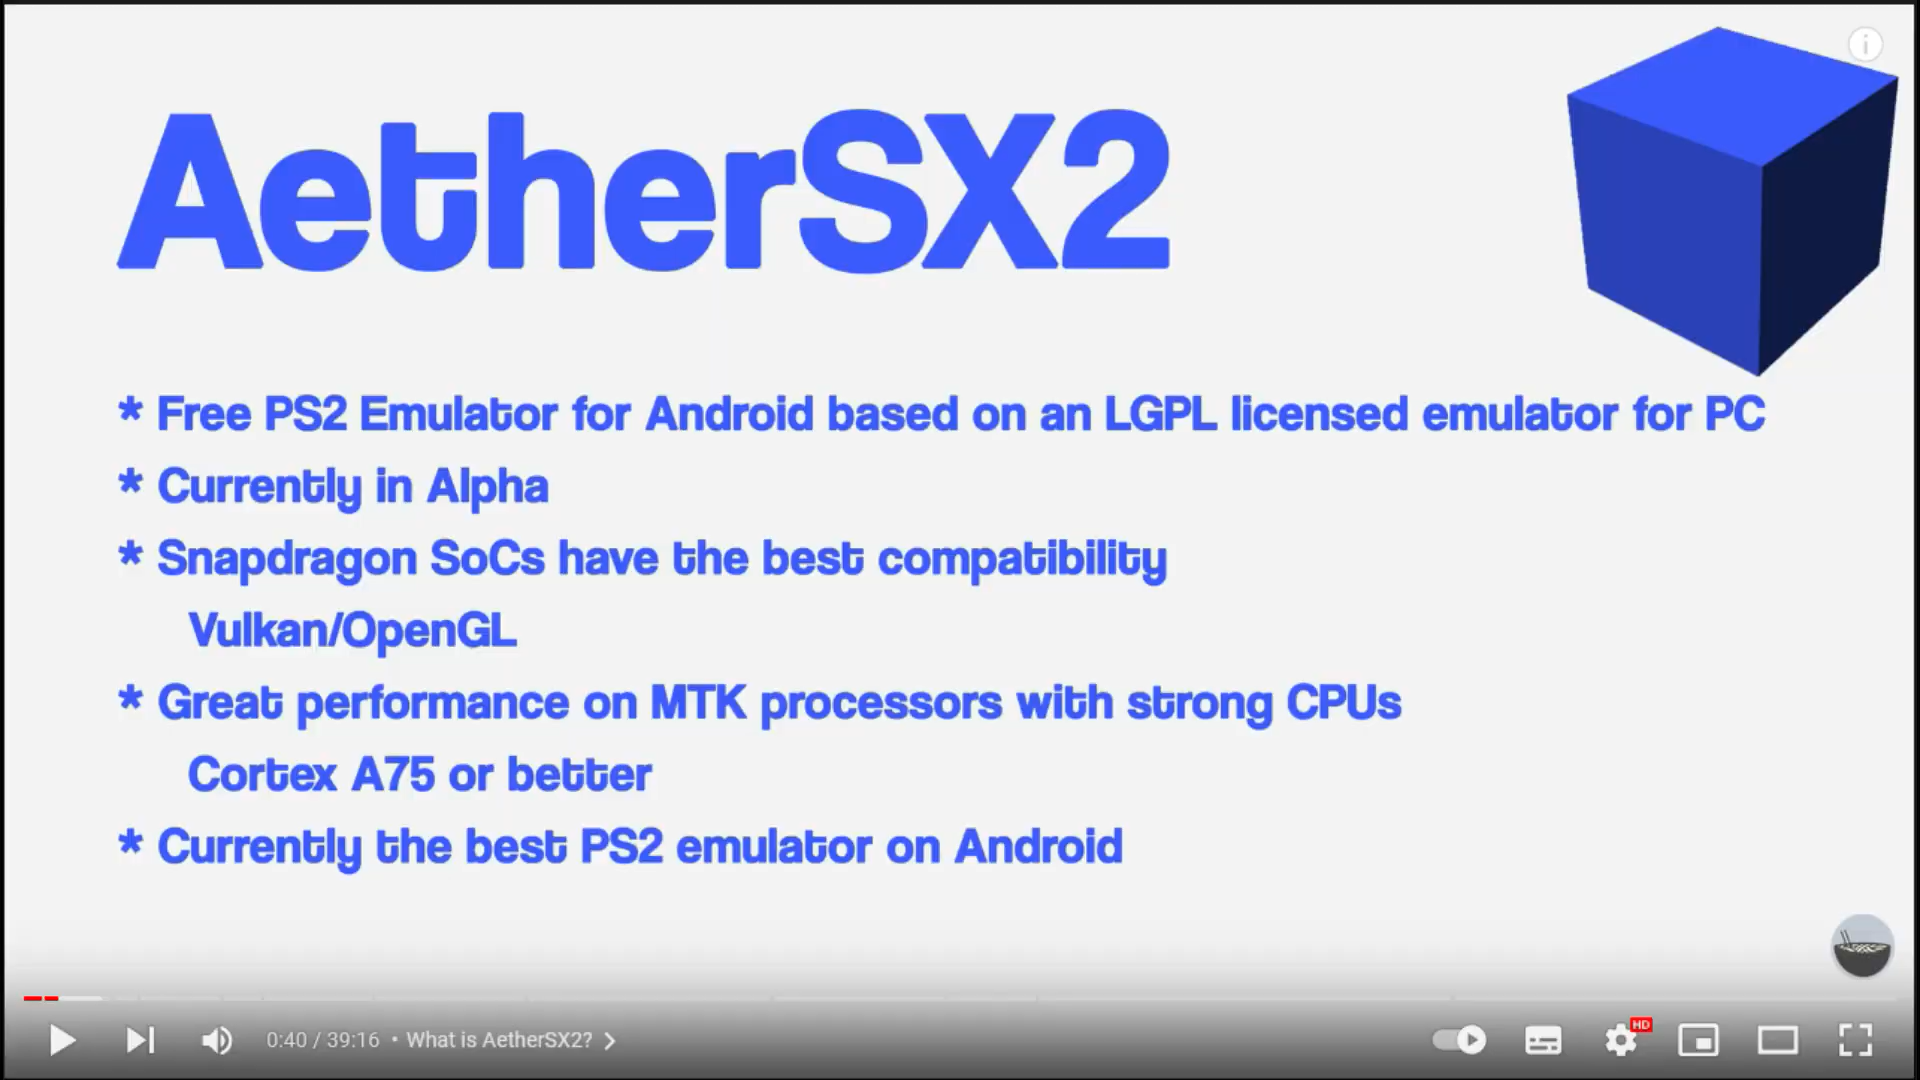 AetherSX2
* Free PS2 Emulator for Android based on an LGPL licensed emulator for PC
* Currently in Alpha
* Snapdragon SoCs have the best compatibility
Vulkan/OpenGL
* Great performance on MTK processors with strong CPUs
Cortex A75 or better
* Currently the best PS2 emulator on Android
0:40 / 39:16 • What is AetherSX2?
HD